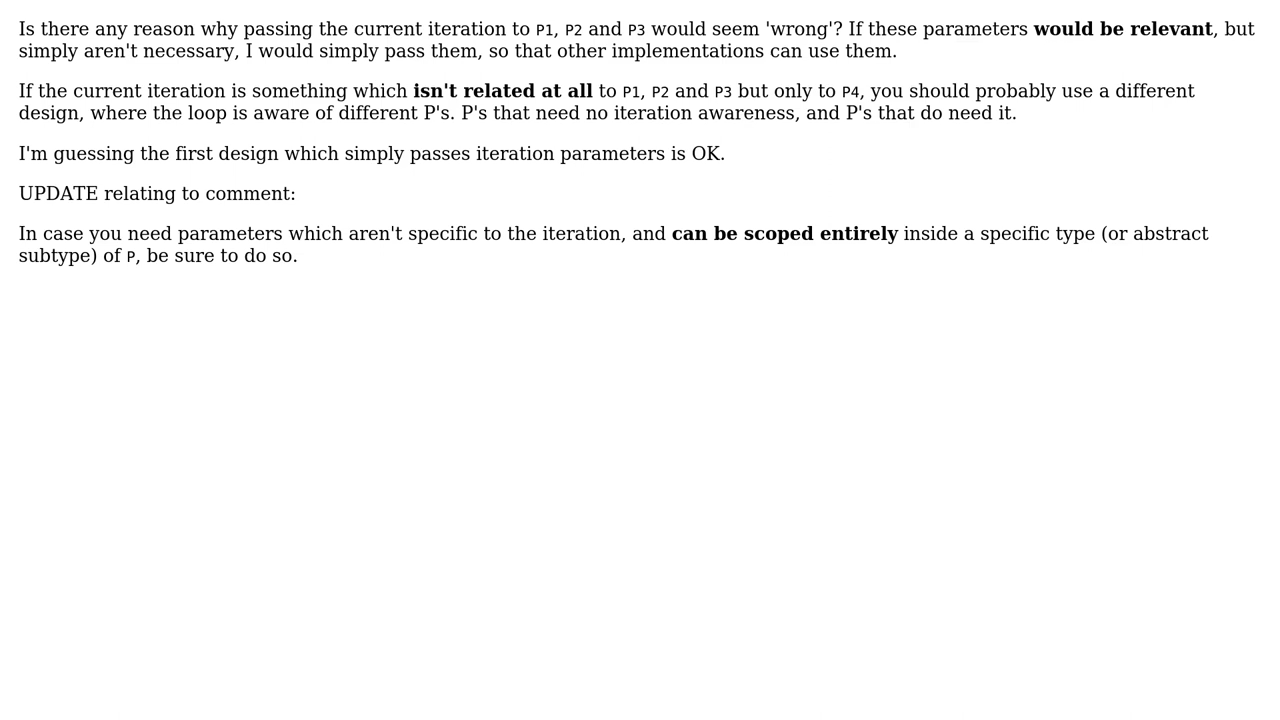 Is there any reason why passing the current iteration to P1, P2 and P3 would seem 'wrong'? If these parameters would be relevant, but
simply aren't necessary, I would simply pass them, so that other implementations can use them.
If the current iteration is something which isn't related at all to P1, P2 and P3 but only to P4, you should probably use a different
design, where the loop is aware of different P's. P's that need no iteration awareness, and P's that do need it.
I'm guessing the first design which simply passes iteration parameters is OK.
UPDATE relating to comment:
In case you need parameters which aren't specific to the iteration, and can be scoped entirely inside a specific type (or abstract
subtype) of P, be sure to do so.